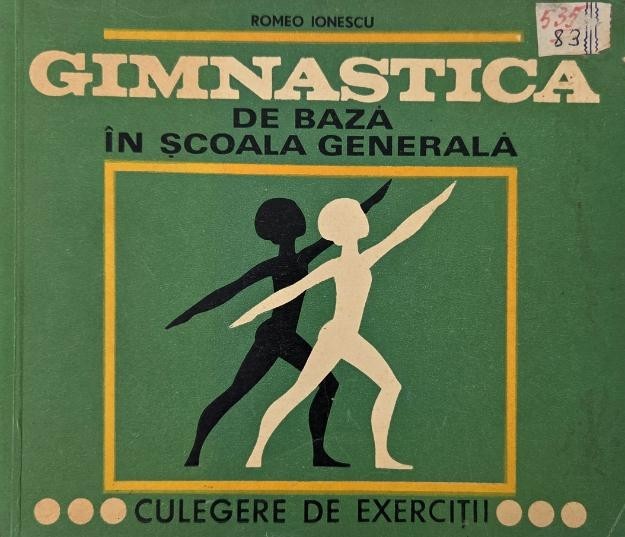 ROMEO IONESCU
535
83
GIMNASTICA
DE BAZĂ
ÎN ȘCOALA GENERALĂ
CULEGERE DE EXERCIȚII